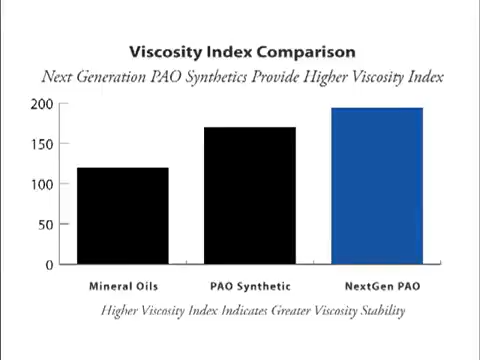 Viscosity Index Comparison
Next Generation PAO Synthetics Provide Higher Viscosity Index
200
150
100
50
0
Mineral Oils PAO Synthetic NextGen PAO
Higher Viscosity Index Indicates Greater Viscosity Stability